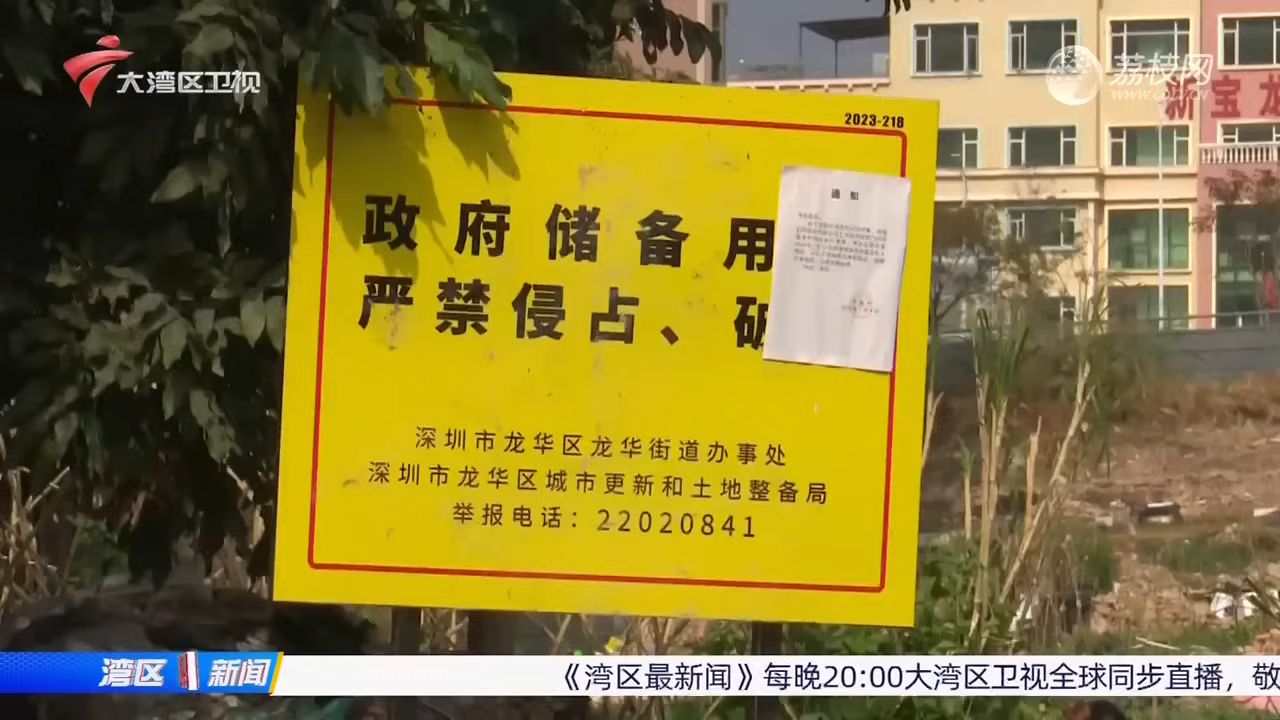 大湾区卫视
荔枝网
WWW.GDTV.CN
新宝龙
2023-218
政府储备用
严禁侵占、破
通知
深圳市龙华区龙华街道办事处
深圳市龙华区城市更新和土地整备局
举报电话：22020841
湾区新闻
《湾区最新闻》每晚20:00大湾区卫视全球同步直播，敬